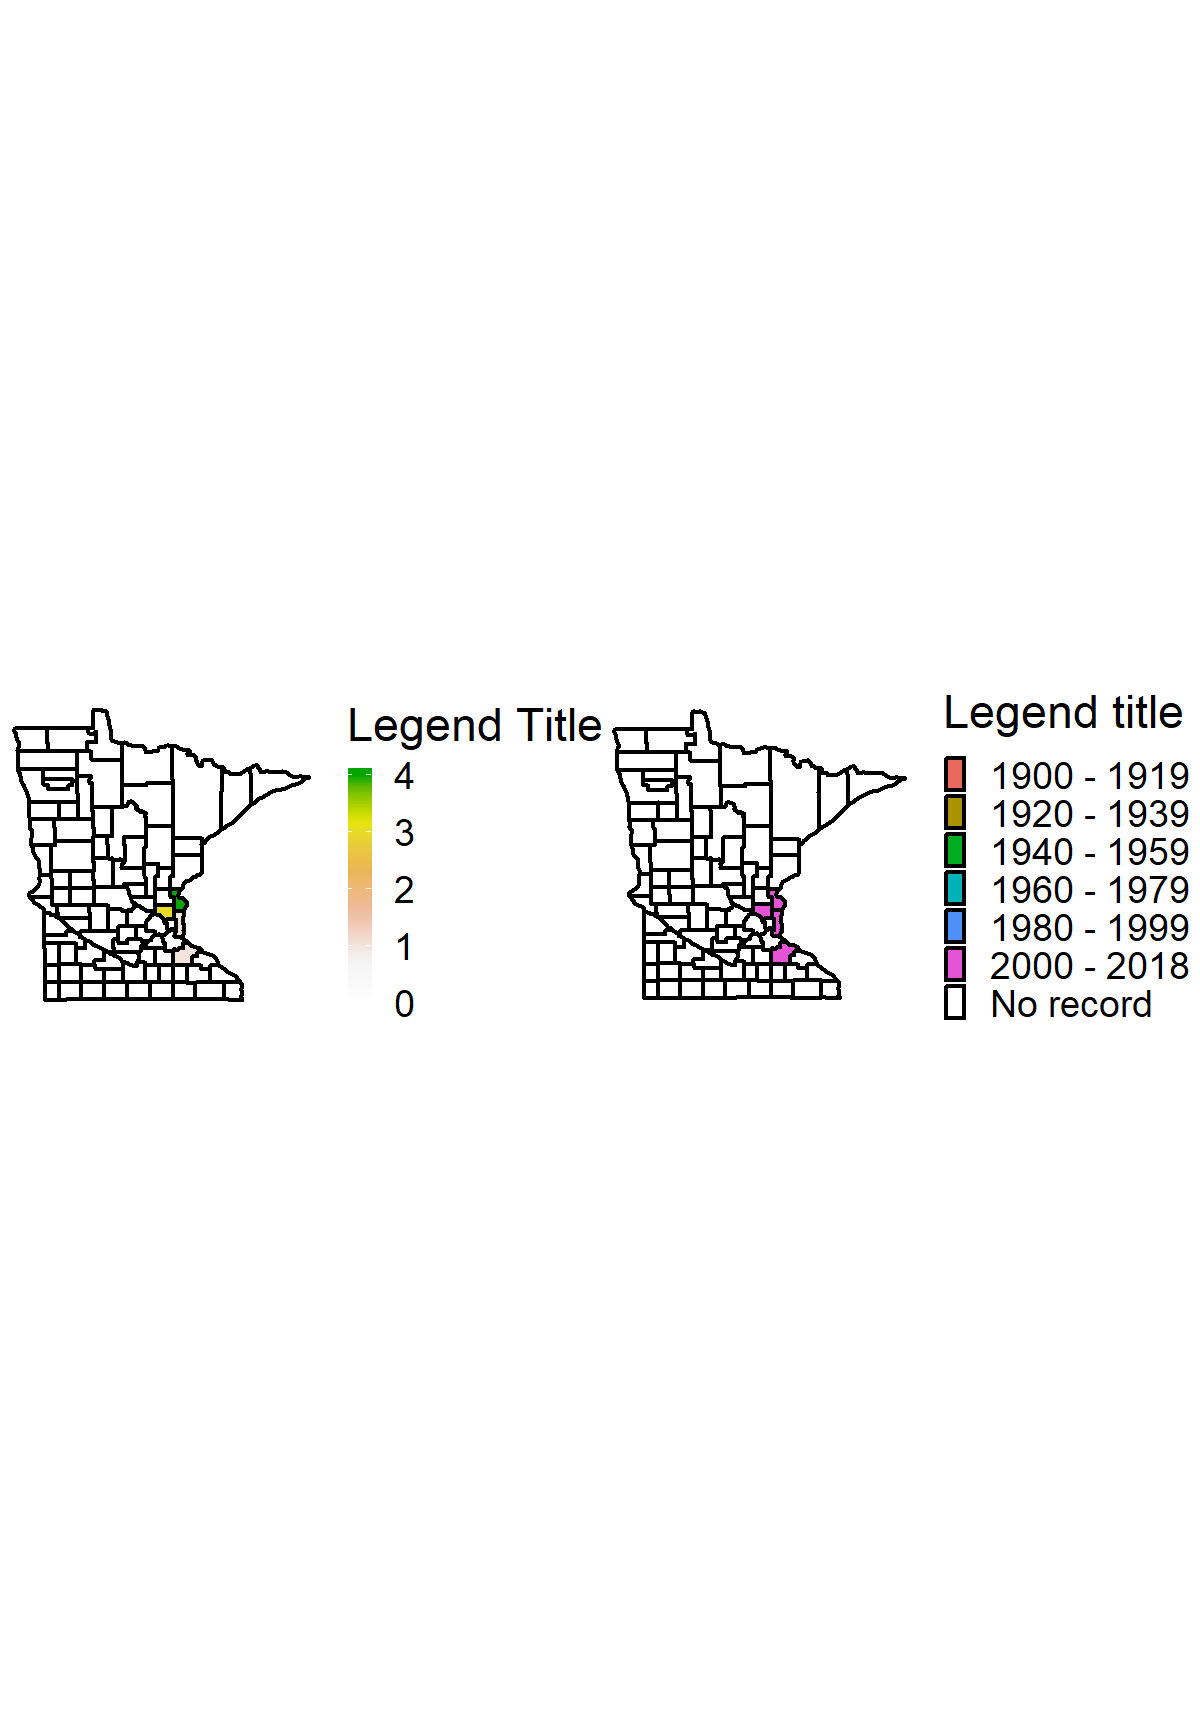 Legend Title
4
3
2
1
0
Legend title
1900 - 1919
1920 - 1939
1940 - 1959
1960 - 1979
1980 - 1999
2000 - 2018
No record